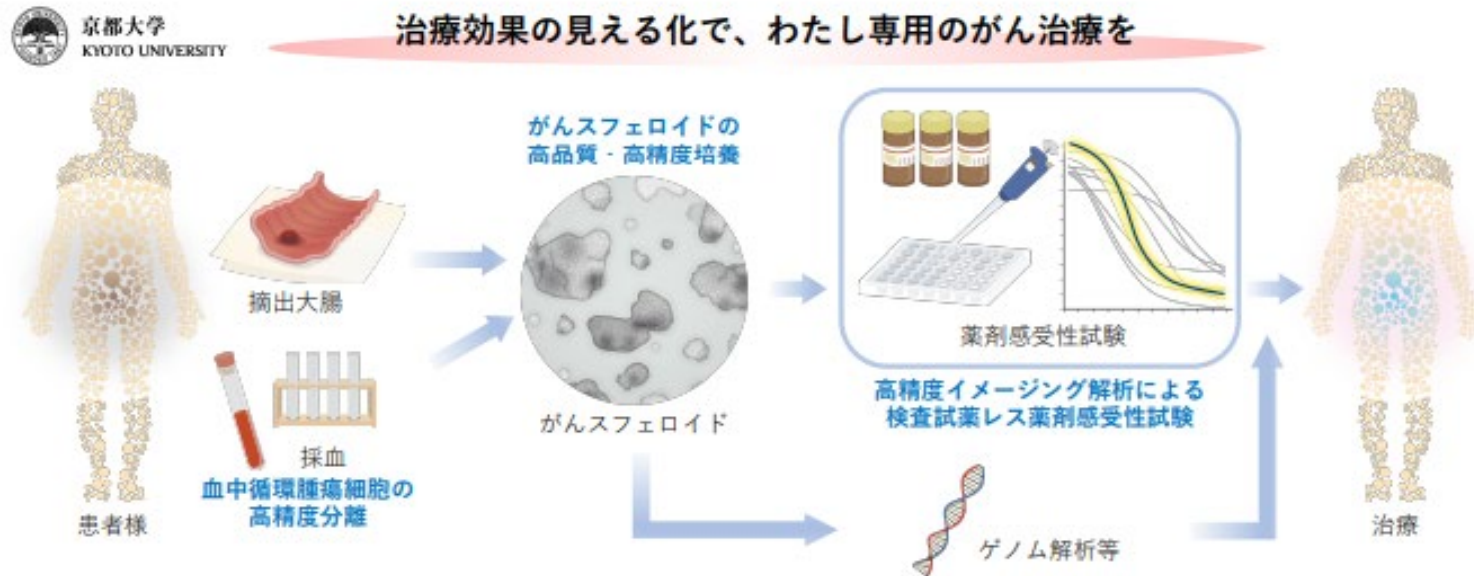 京都大学
KYOTO UNIVERSITY
治療効果の見える化で、わたし専用のがん治療を
がんスフェロイドの
高品質・高精度培養
摘出大腸
薬剤感受性試験
高精度イメージング解析による
検査試薬レス薬剤感受性試験
がんスフェロイド
採血
血中循環腫瘍細胞の
高精度分離
患者様
ゲノム解析等
治療